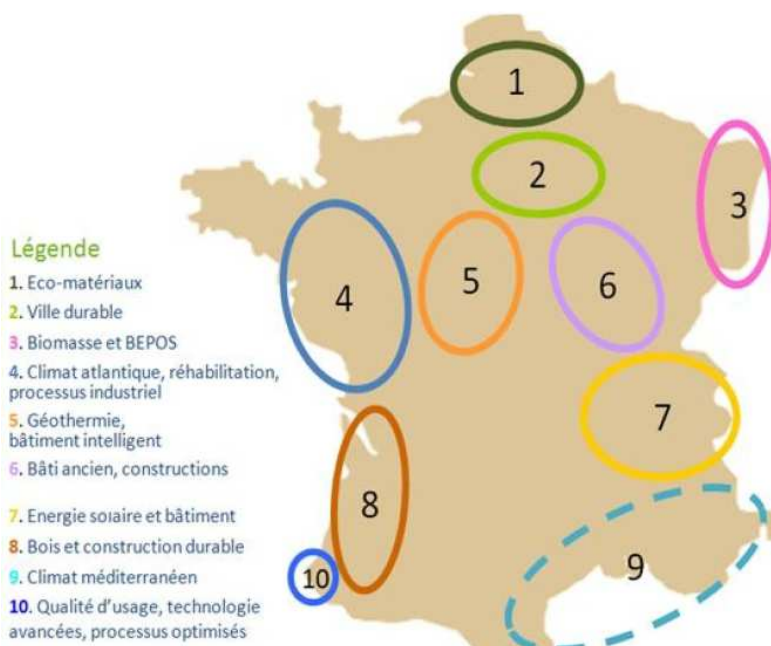 1
2
3
4
5
6
7
8
9
10
Légende
1. Eco-matériaux
2. Ville durable
3. Biomasse et BEPOS
4. Climat atlantique, réhabilitation,
processus industriel
5. Géothermie,
bâtiment intelligent
6. Bâti ancien, constructions
7. Energie solaire et bâtiment
8. Bois et construction durable
9. Climat méditerranéen
10. Qualité d'usage, technologie
avancées, processus optimisés